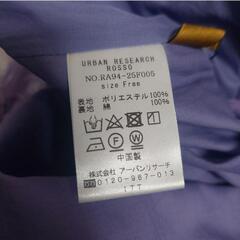 URBAN RESEARCH
ROSSO
NO.RA94-25F005
size Free
表地 ポリエステル100%
裏地 綿 100%
中国製
株式会社 アーバンリサーチ
0120-967-013
LTT